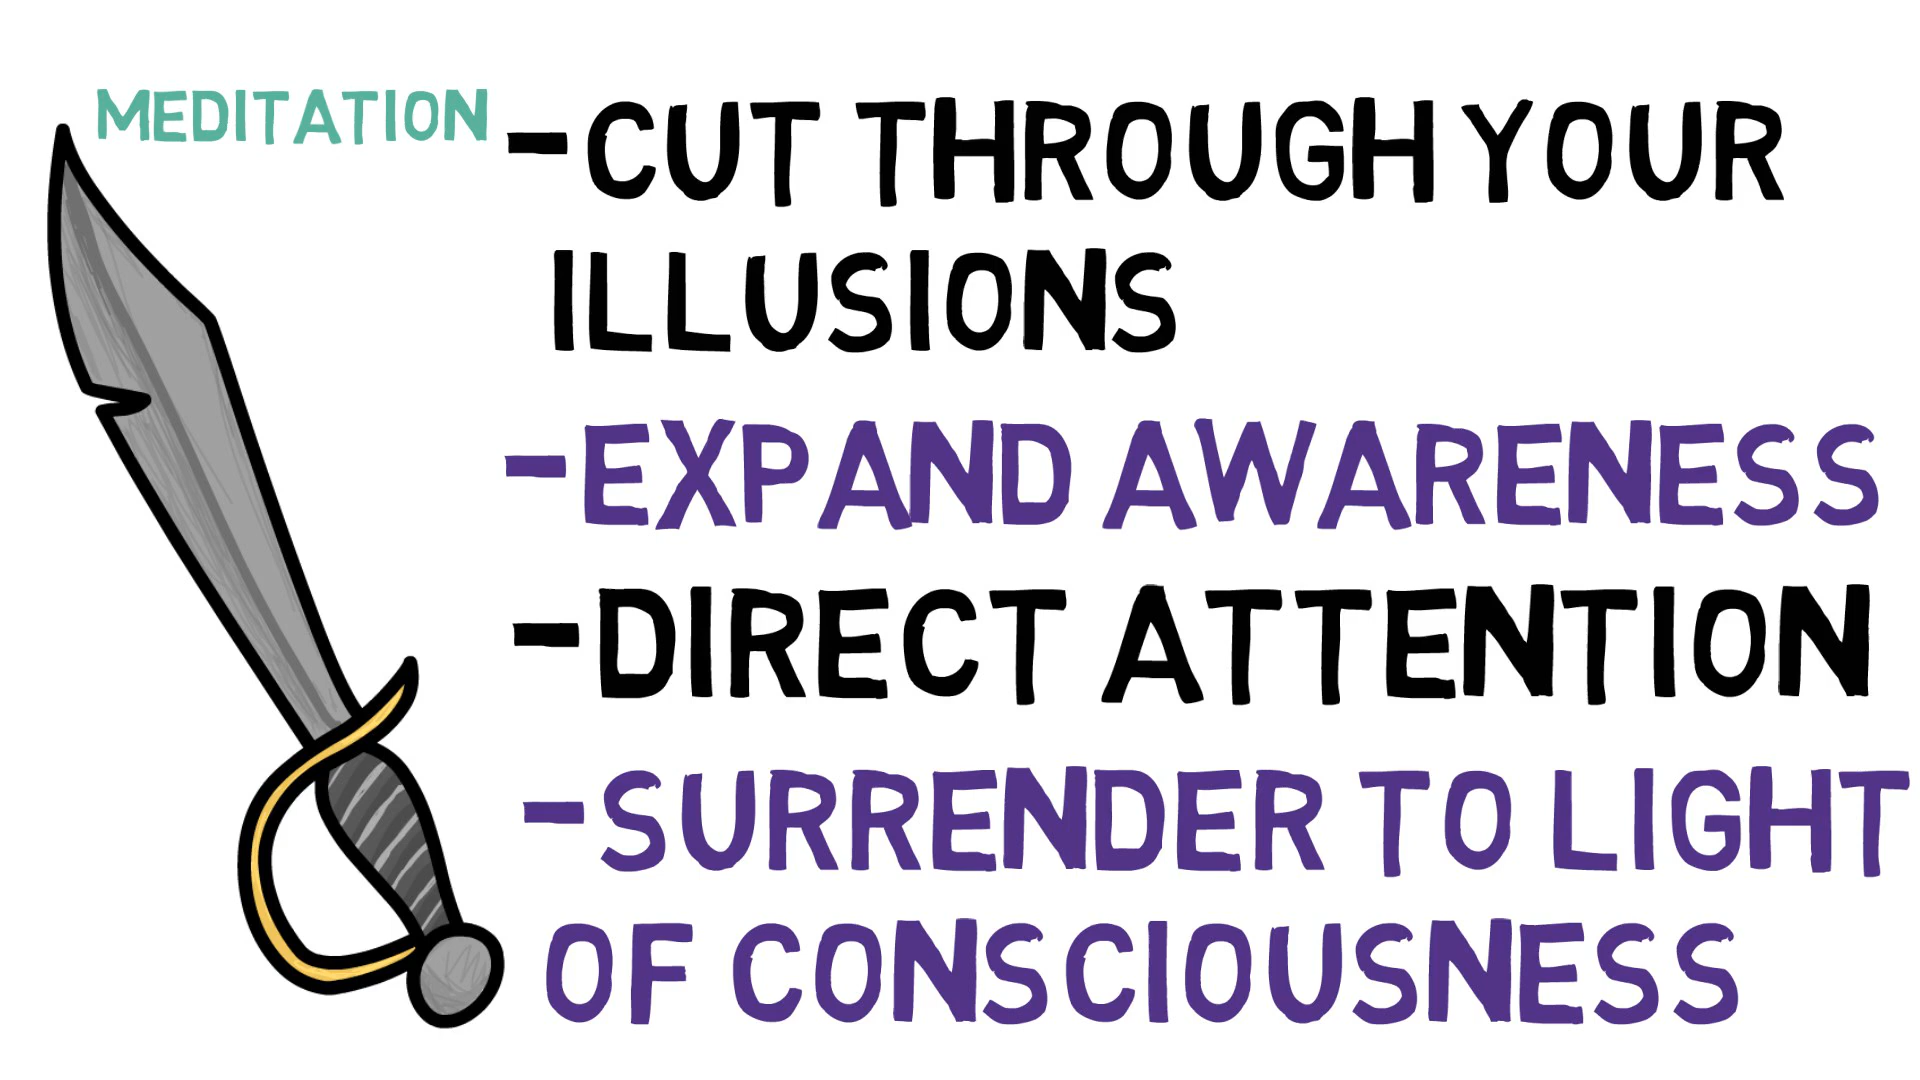 MEDITATION
-CUT THROUGH YOUR
ILLUSIONS
-EXPAND AWARENESS
-DIRECT ATTENTION
-SURRENDER TO LIGHT
OF CONSCIOUSNESS